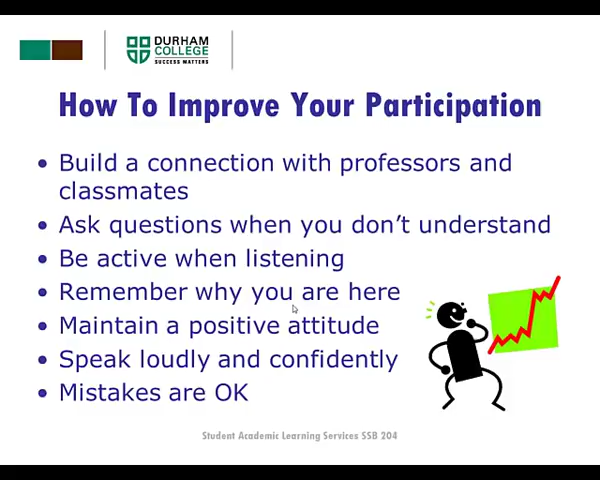 DURHAM
COLLEGE
SUCCESS MATTERS
How To Improve Your Participation
• Build a connection with professors and
classmates
• Ask questions when you don't understand
• Be active when listening
• Remember why you are here
• Maintain a positive attitude
• Speak loudly and confidently
• Mistakes are OK
Student Academic Learning Services SSB 204